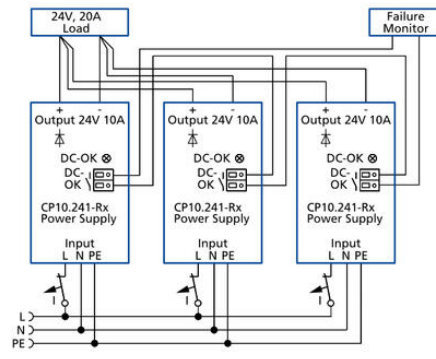 24V, 20A
Load
Failure
Monitor
+ -
Output 24V 10A
DC-OK
DC-
OK
CP10.241-Rx
Power Supply
Input
L N PE
I
+ -
Output 24V 10A
DC-OK
DC-
OK
CP10.241-Rx
Power Supply
Input
L N PE
I
+ -
Output 24V 10A
DC-OK
DC-
OK
CP10.241-Rx
Power Supply
Input
L N PE
I
L
N
PE